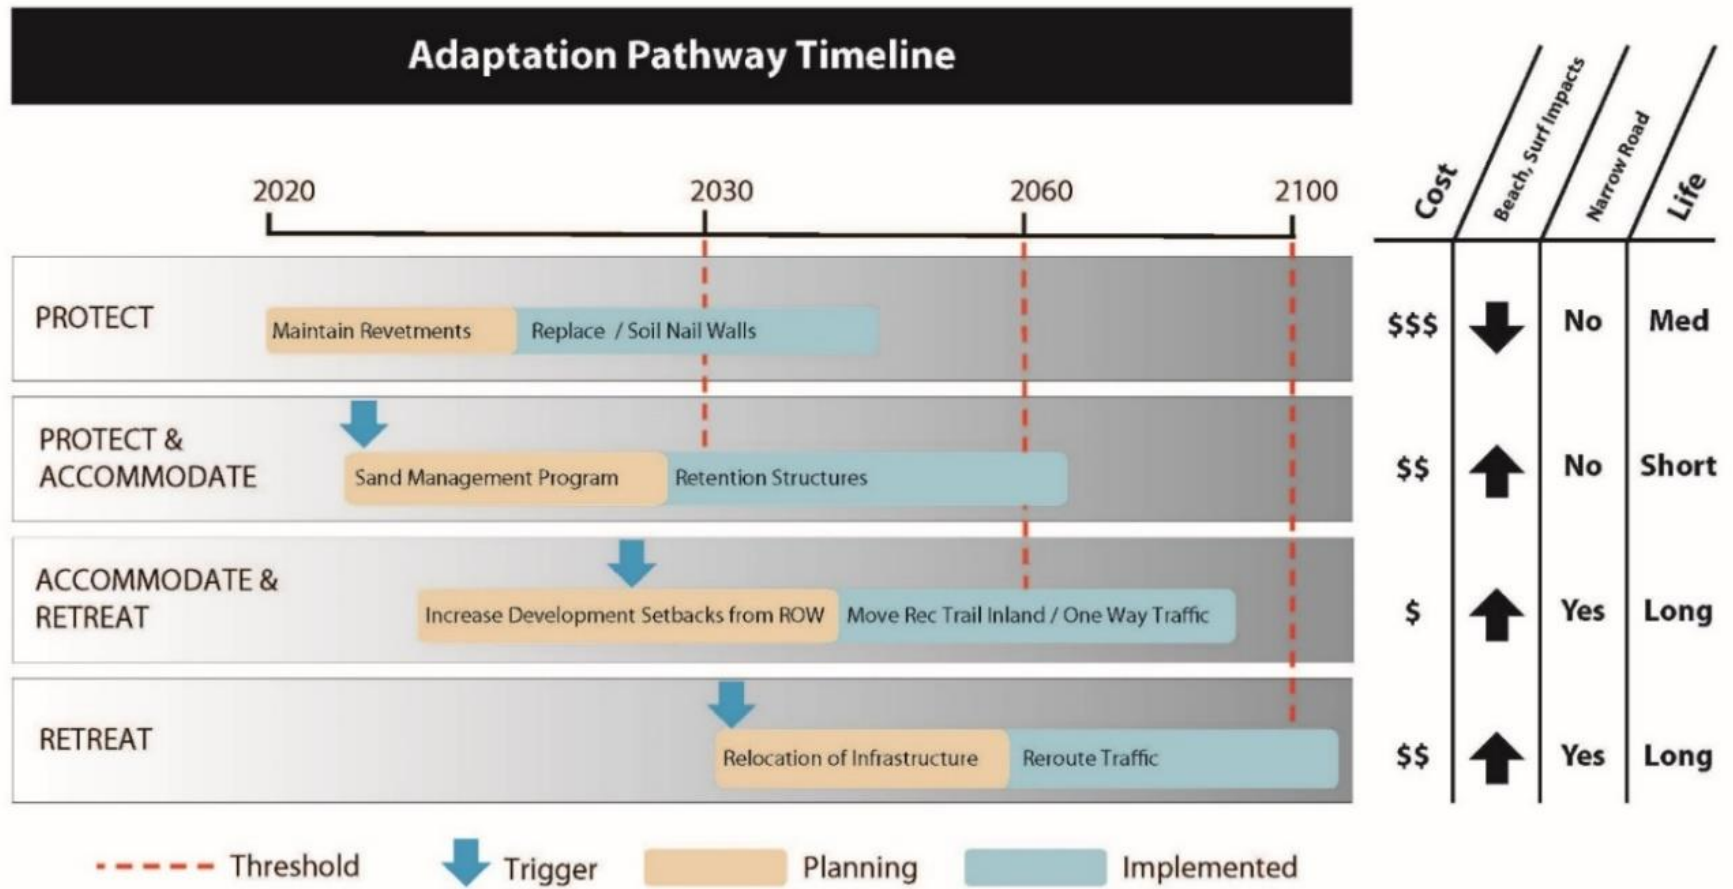 Adaptation Pathway Timeline
2020 2030 2060 2100
Cost
Beach, Surf Impacts
Narrow Road
Life
PROTECT
Maintain Revetments
Replace / Soil Nail Walls
$$$ No Med
PROTECT &
ACCOMMODATE
Sand Management Program
Retention Structures
$$ No Short
ACCOMMODATE &
RETREAT
Increase Development Setbacks from ROW
Move Rec Trail Inland / One Way Traffic
$ Yes Long
RETREAT
Relocation of Infrastructure
Reroute Traffic
$$ Yes Long
Threshold Trigger Planning Implemented